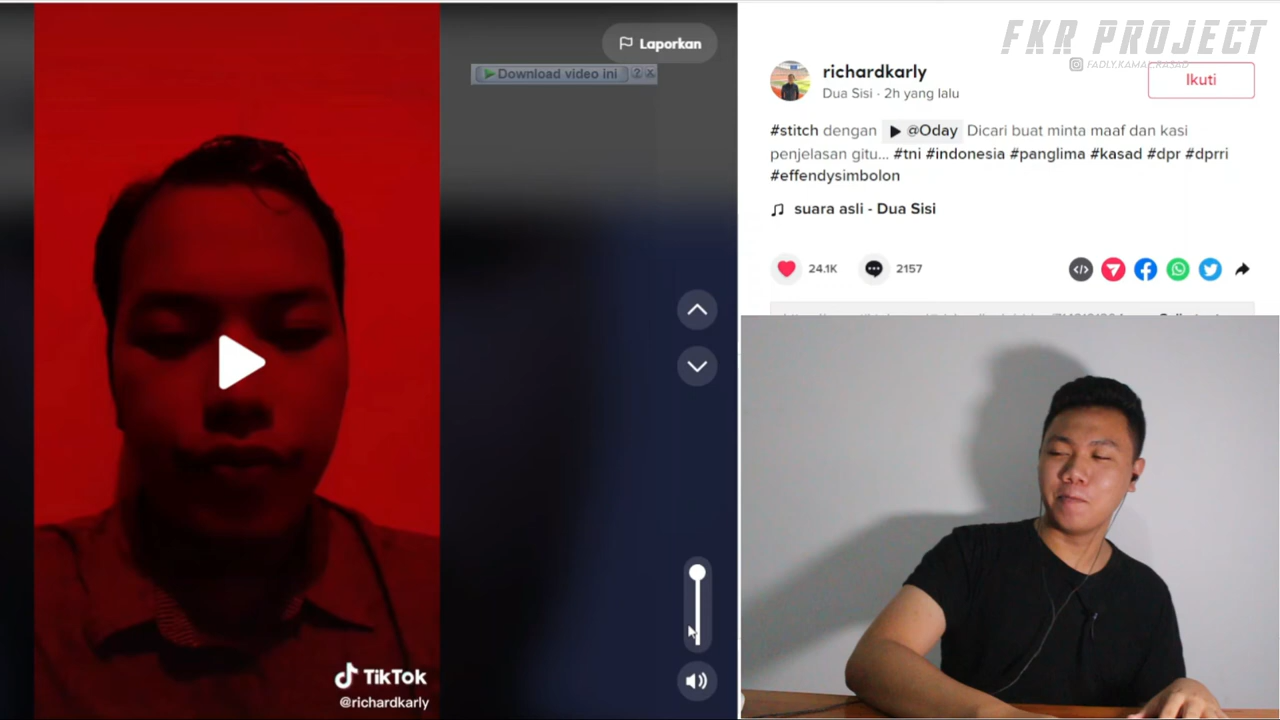 Laporkan
Download video ini
FKR PROJECT
FADLY.KAMAL.RASAD
richardkarly
Dua Sisi · 2h yang lalu
Ikuti
#stitch dengan @Oday Dicari buat minta maaf dan kasi
penjelasan gitu... #tni #indonesia #panglima #kasad #dpr #dprri
#effendysimbolon
suara asli - Dua Sisi
24.1K
2157
TikTok
@richardkarly